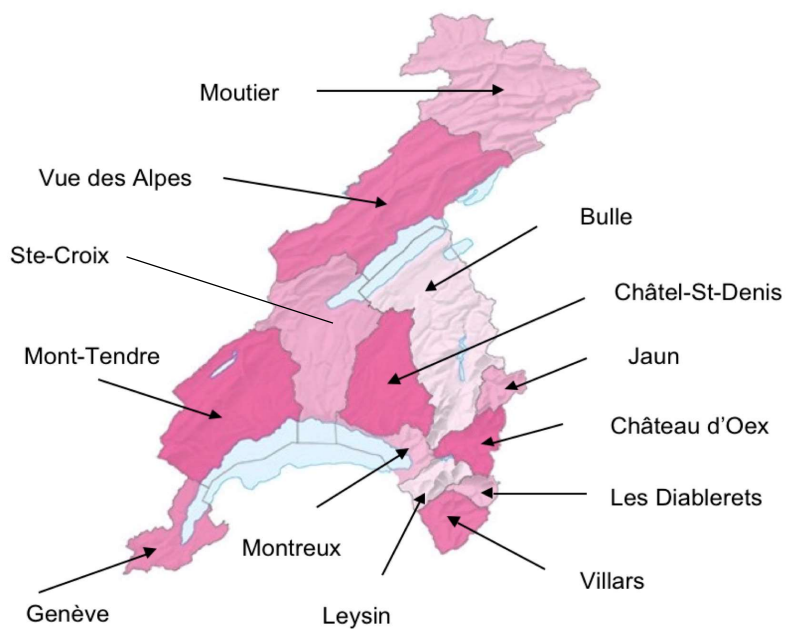 Moutier
Vue des Alpes
Bulle
Ste-Croix
Châtel-St-Denis
Mont-Tendre
Jaun
Château d’Oex
Les Diablerets
Montreux
Villars
Genève
Leysin